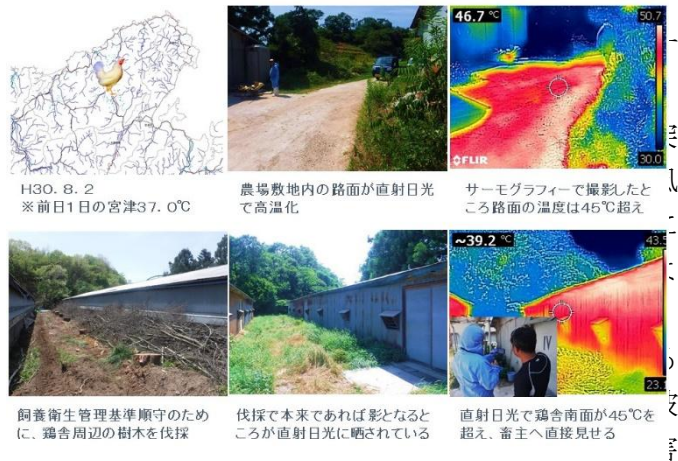 46.7 ℃
50.7
30.0
FLIR
H30.8.2
※前日1日の宮津37.0℃
農場敷地内の路面が直射日光
で高温化
サーモグラフィーで撮影したと
ころ路面の温度は45℃超え
~39.2 ℃
43.5
23.1
IV
飼養衛生管理基準順守のため
に、鶏舎周辺の樹木を伐採
伐採で本来であれば影となると
ころが直射日光に晒されている
直射日光で鶏舎南面が45℃を
超え、畜主へ直接見せる